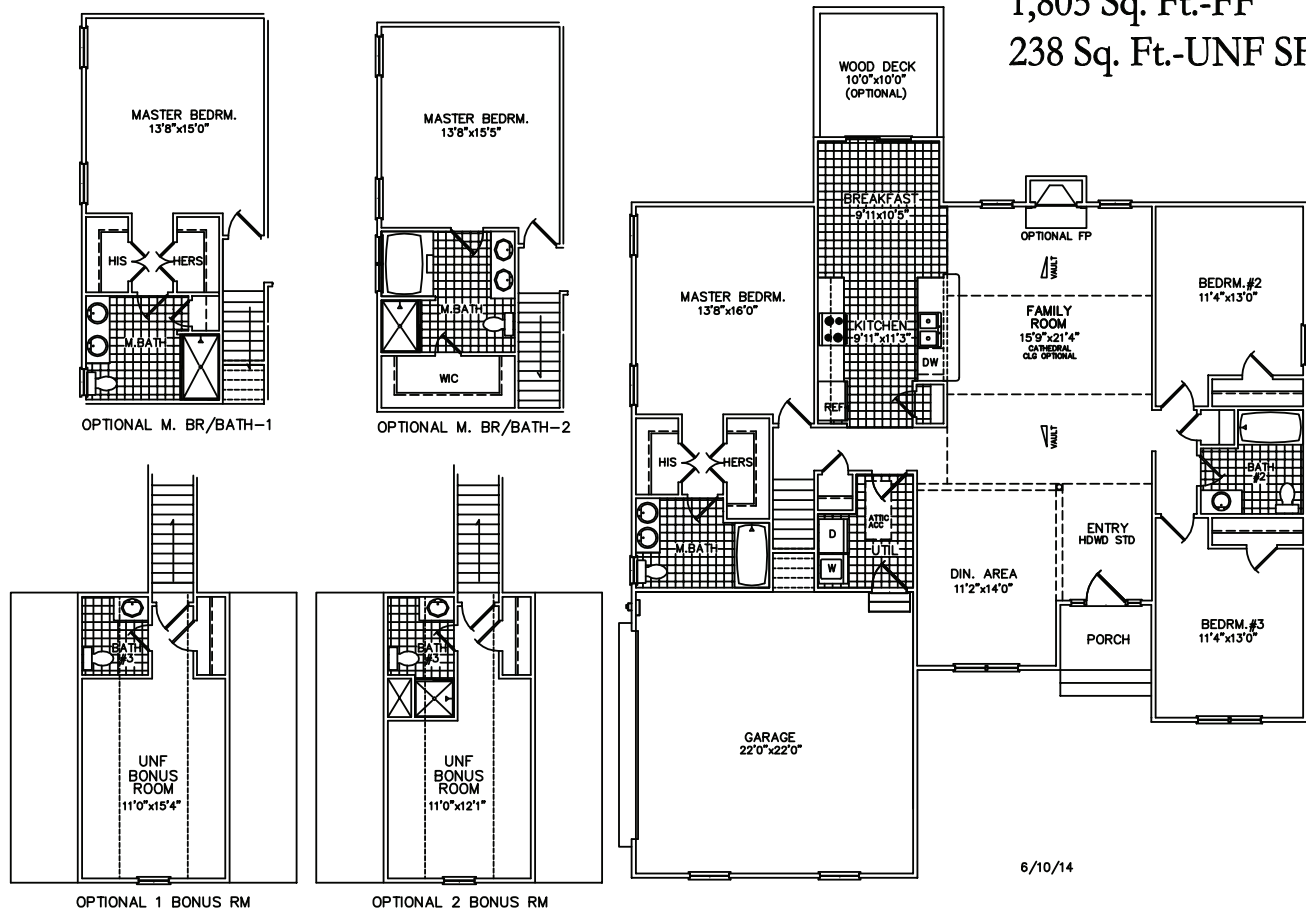 1,805 Sq. Ft.-FF
238 Sq. Ft.-UNF
MASTER BEDRM.
13'8"x15'0"
HIS
HERS
M.BATH
OPTIONAL M. BR/BATH-1
MASTER BEDRM.
13'8"x15'5"
M.BATH
WIC
OPTIONAL M. BR/BATH-2
WOOD DECK
10'0"x10'0"
(OPTIONAL)
BREAKFAST
9'11x10'5"
OPTIONAL FP
VAULT
MASTER BEDRM.
13'8"x16'0"
KITCHEN
9'11"x11'3"
DW
REF
FAMILY
ROOM
15'9"x21'4"
CATHEDRAL
CLG OPTIONAL
VAULT
BEDRM.#2
11'4"x13'0"
HIS
HERS
M.BATH
D
W
ATTIC
ACC
UTIL
BATH
#2
ENTRY
HDWD STD
DIN. AREA
11'2"x14'0"
PORCH
BEDRM.#3
11'4"x13'0"
GARAGE
22'0"x22'0"
BATH
#3
UNF
BONUS
ROOM
11'0"x15'4"
OPTIONAL 1 BONUS RM
BATH
#3
UNF
BONUS
ROOM
11'0"x12'1"
OPTIONAL 2 BONUS RM
6/10/14